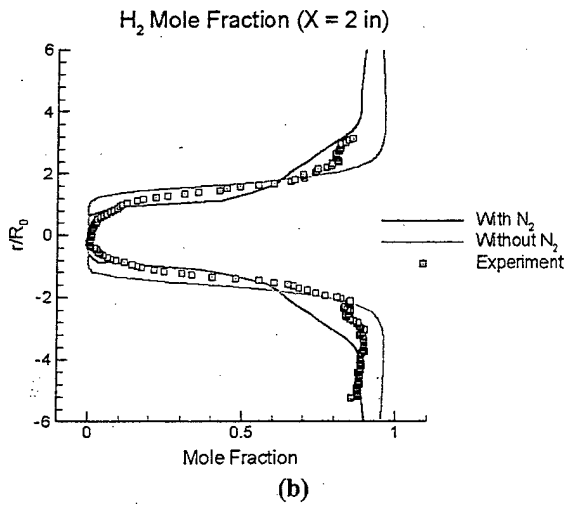 H2 Mole Fraction (X = 2 in)
6
4
2
0
-2
-4
-6
r/R0
0
0.5
1
Mole Fraction
With N2
Without N2
Experiment
(b)